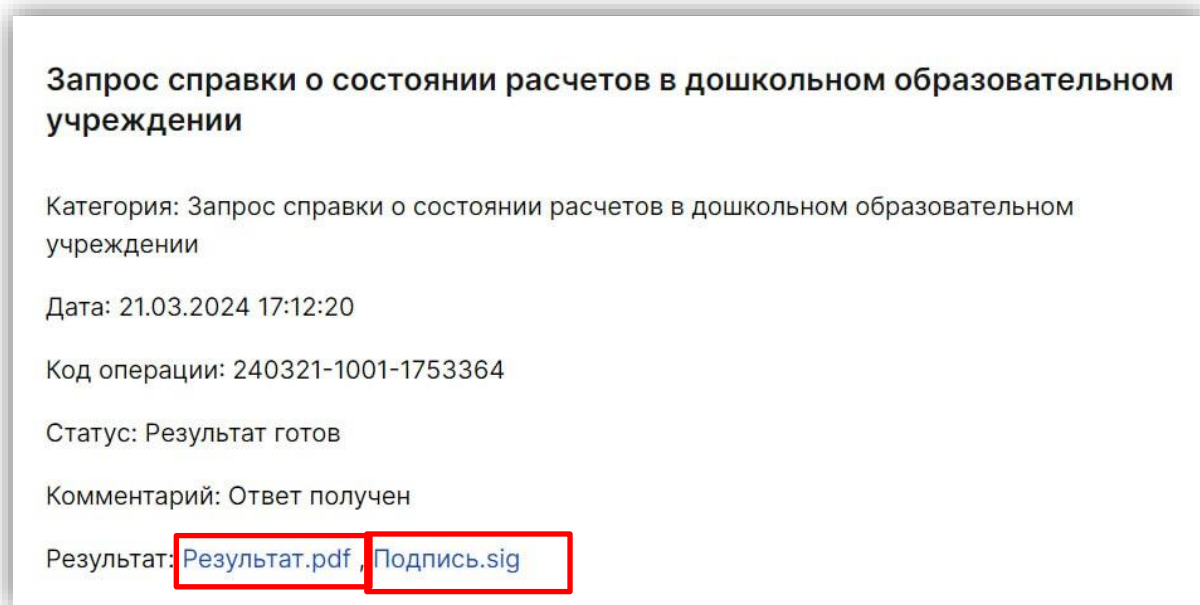 Запрос справки о состоянии расчетов в дошкольном образовательном
учреждении
Категория: Запрос справки о состоянии расчетов в дошкольном образовательном
учреждении
Дата: 21.03.2024 17:12:20
Код операции: 240321-1001-1753364
Статус: Результат готов
Комментарий: Ответ получен
Результат: Результат.pdf , Подпись.sig